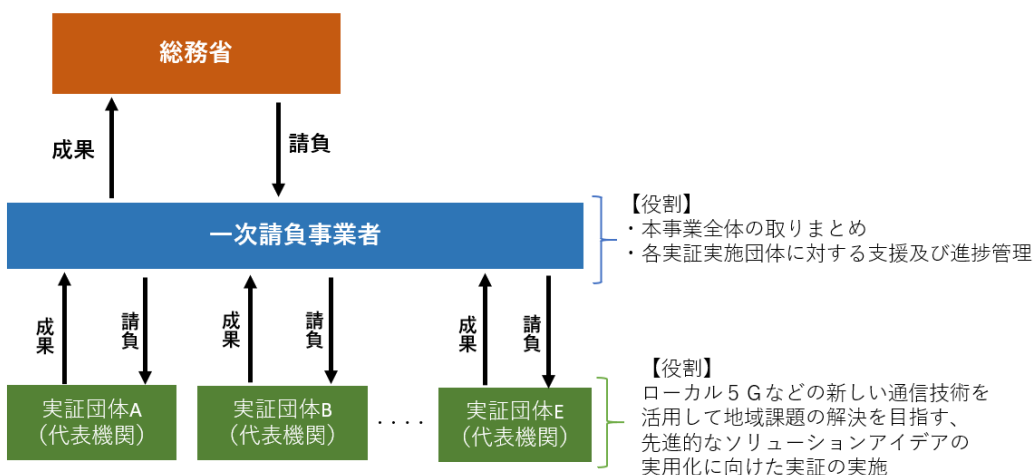 総務省
成果
請負
一次請負事業者
【役割】
・本事業全体の取りまとめ
・各実証実施団体に対する支援及び進捗管理
成果
請負
成果
請負
成果
請負
実証団体A
（代表機関）
実証団体B
（代表機関）
････
実証団体E
（代表機関）
【役割】
ローカル５Ｇなどの新しい通信技術を
活用して地域課題の解決を目指す、
先進的なソリューションアイデアの
実用化に向けた実証の実施